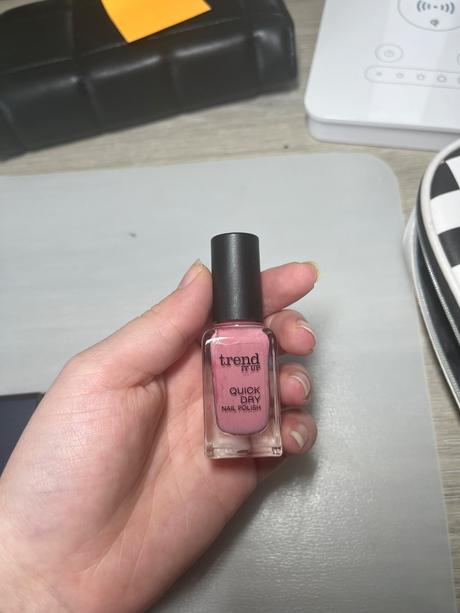 trend
IT UP
QUICK
DRY
NAIL POLISH